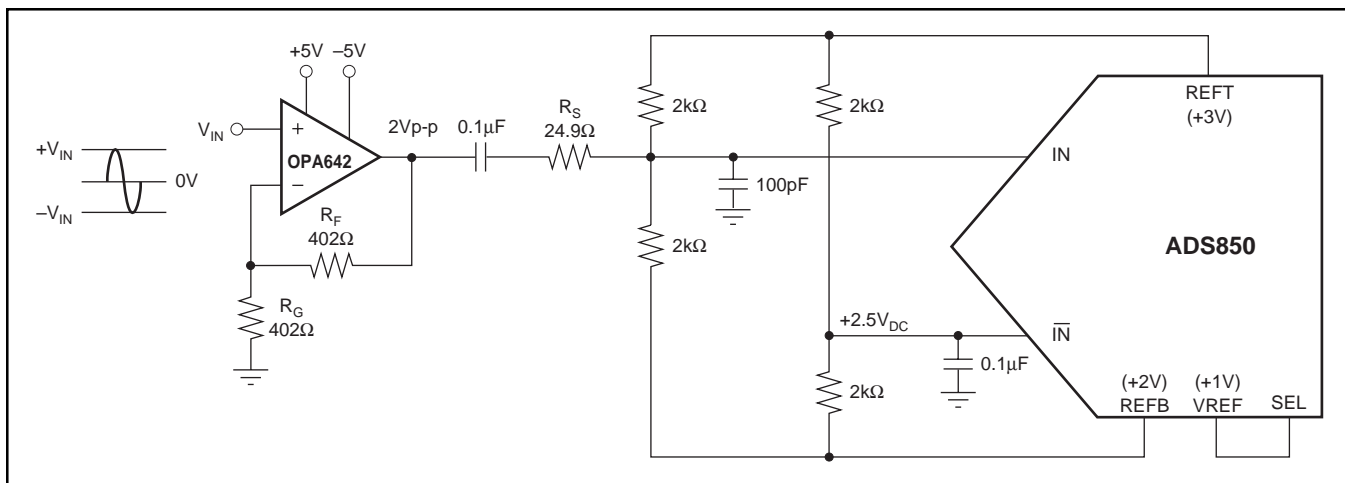 +5V
–5V
2kΩ
2kΩ
REFT
(+3V)
V_IN
+
OPA642
–
2Vp-p
0.1μF
R_S
24.9Ω
+V_IN
0V
–V_IN
IN
100pF
R_F
402Ω
2kΩ
ADS850
R_G
402Ω
+2.5V_DC
I̅N̅
0.1μF
2kΩ
(+2V)
REFB
(+1V)
VREF
SEL